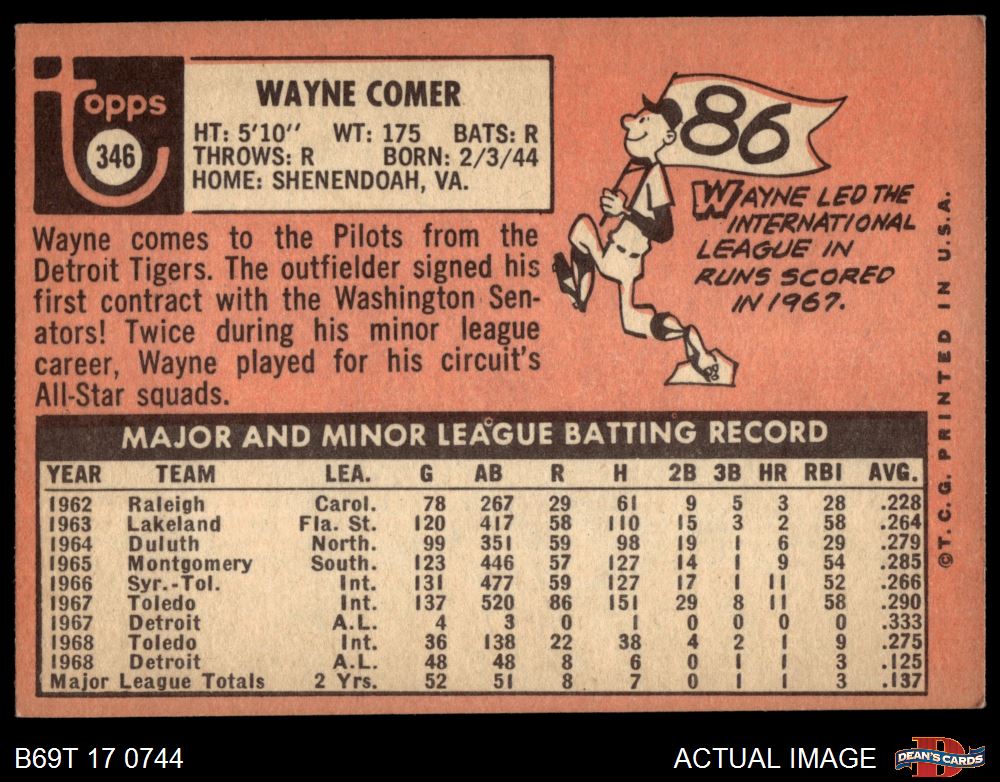 Topps
346
WAYNE COMER
HT: 5'10'' WT: 175 BATS: R
THROWS: R BORN: 2/3/44
HOME: SHENENDOAH, VA.
Wayne comes to the Pilots from the
Detroit Tigers. The outfielder signed his
first contract with the Washington Sen-
ators! Twice during his minor league
career, Wayne played for his circuit's
All-Star squads.
86
WAYNE LED THE
INTERNATIONAL
LEAGUE IN
RUNS SCORED
IN 1967.
MAJOR AND MINOR LEAGUE BATTING RECORD
YEAR TEAM LEA. G AB R H 2B 3B HR RBI AVG.
1962 Raleigh Carol. 78 267 29 61 9 5 3 28 .228
1963 Lakeland Fla. St. 120 417 58 110 15 3 2 58 .264
1964 Duluth North. 99 351 59 98 19 1 6 29 .279
1965 Montgomery South. 123 446 57 127 14 1 9 54 .285
1966 Syr.-Tol. Int. 131 477 59 127 17 1 11 52 .266
1967 Toledo Int. 137 520 86 151 29 8 11 58 .290
1967 Detroit A.L. 4 3 0 1 0 0 0 0 .333
1968 Toledo Int. 36 138 22 38 4 2 1 9 .275
1968 Detroit A.L. 48 48 8 6 0 1 1 3 .125
Major League Totals 2 Yrs. 52 51 8 7 0 1 1 3 .137
©T. C. G. PRINTED IN U.S.A.
B69T 17 0744
ACTUAL IMAGE
D
DEAN'S CARDS